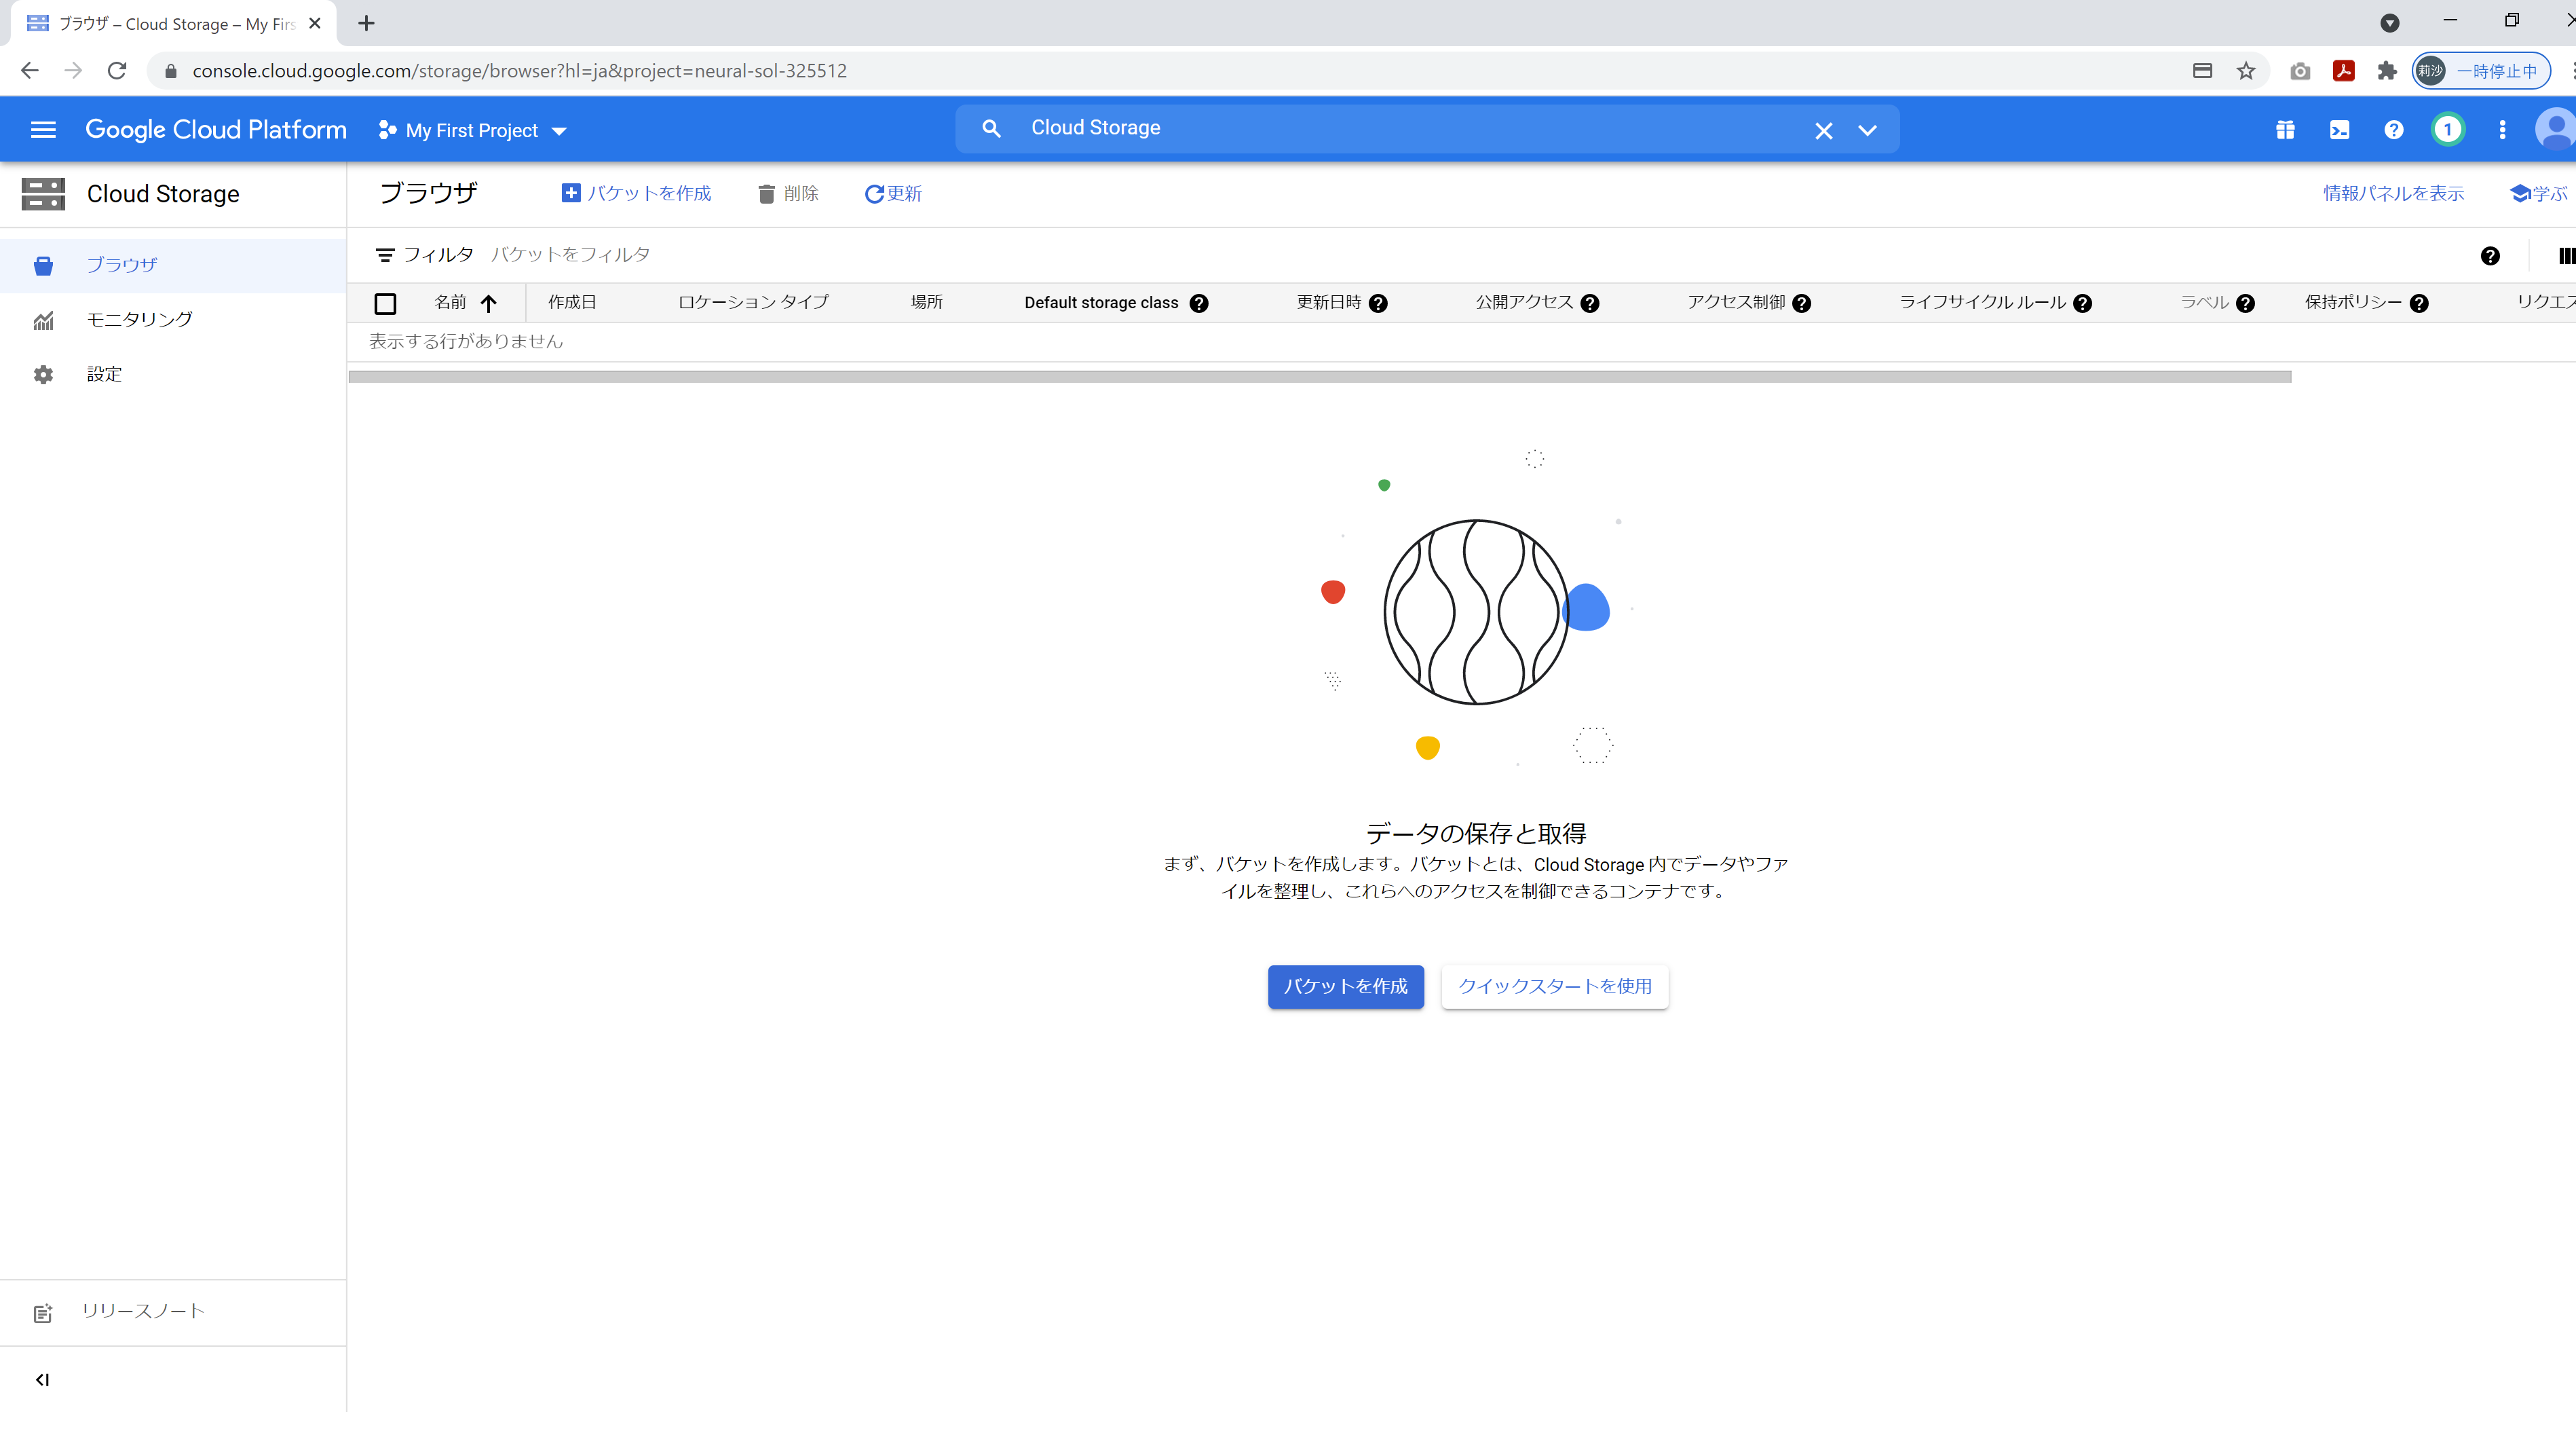 ブラウザ – Cloud Storage – My Firs
console.cloud.google.com/storage/browser?hl=ja&project=neural-sol-325512
莉沙 一時停止中
Google Cloud Platform My First Project Cloud Storage 1
Cloud Storage
ブラウザ バケットを作成 削除 更新 情報パネルを表示 学ぶ
ブラウザ
モニタリング
設定
フィルタ バケットをフィルタ
名前 作成日 ロケーション タイプ 場所 Default storage class 更新日時 公開アクセス アクセス制御 ライフサイクル ルール ラベル 保持ポリシー リクエス
表示する行がありません
データの保存と取得
まず、バケットを作成します。バケットとは、Cloud Storage 内でデータやファ
イルを整理し、これらへのアクセスを制御できるコンテナです。
バケットを作成 クイックスタートを使用
リリースノート